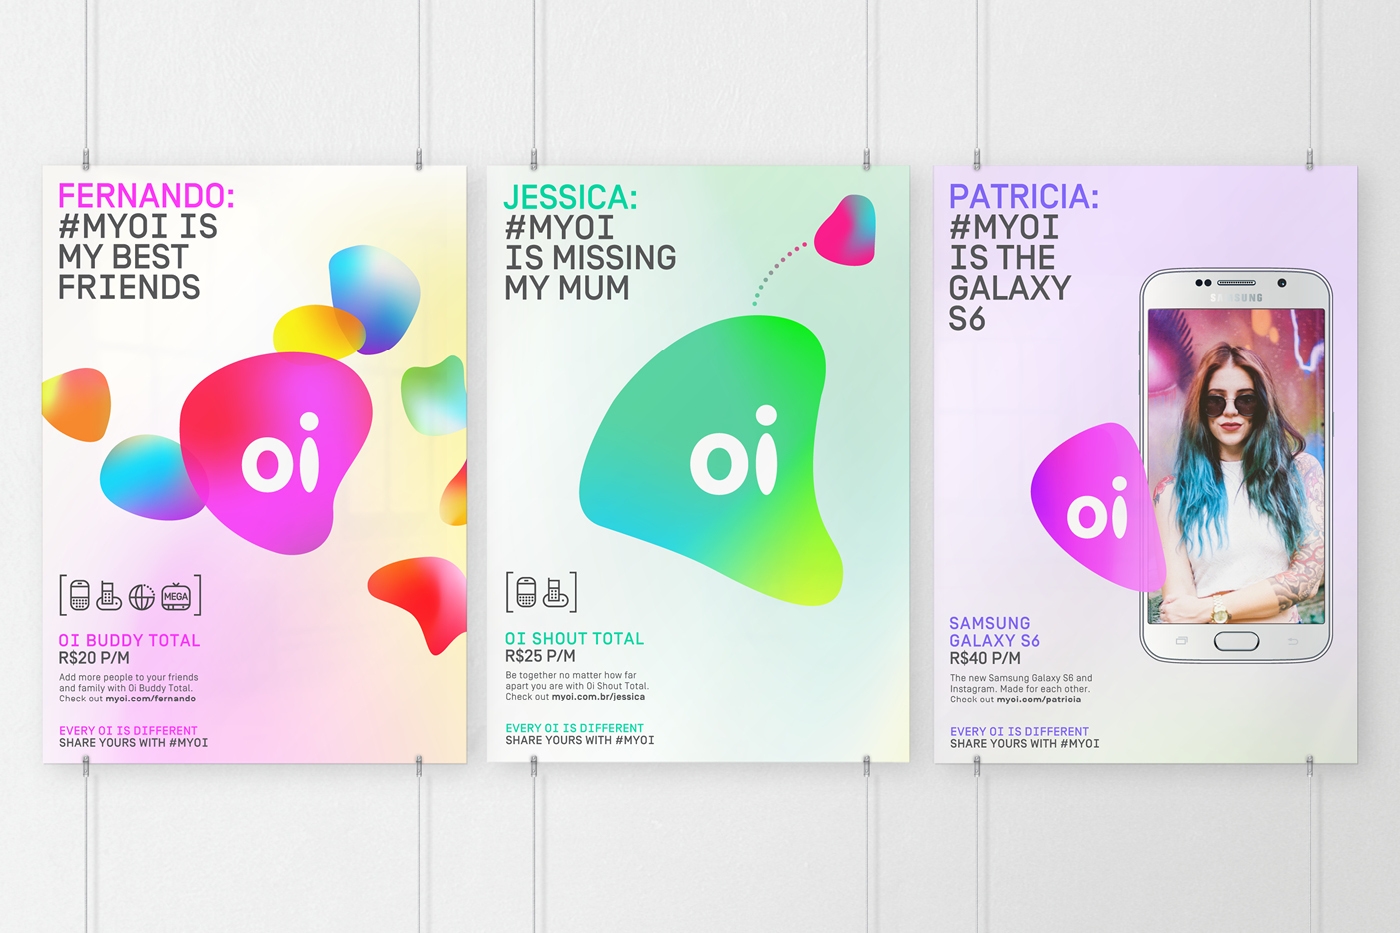 FERNANDO:
#MYOI IS
MY BEST
FRIENDS
oi
MEGA
OI BUDDY TOTAL
R$20 P/M
Add more people to your friends
and family with Oi Buddy Total.
Check out myoi.com/fernando
EVERY OI IS DIFFERENT
SHARE YOURS WITH #MYOI
JESSICA:
#MYOI
IS MISSING
MY MUM
oi
OI SHOUT TOTAL
R$25 P/M
Be together no matter how far
apart you are with Oi Shout Total.
Check out myoi.com.br/jessica
EVERY OI IS DIFFERENT
SHARE YOURS WITH #MYOI
PATRICIA:
#MYOI
IS THE
GALAXY
S6
SAMSUNG
oi
SAMSUNG
GALAXY S6
R$40 P/M
The new Samsung Galaxy S6 and
Instagram. Made for each other.
Check out myoi.com/patricia
EVERY OI IS DIFFERENT
SHARE YOURS WITH #MYOI